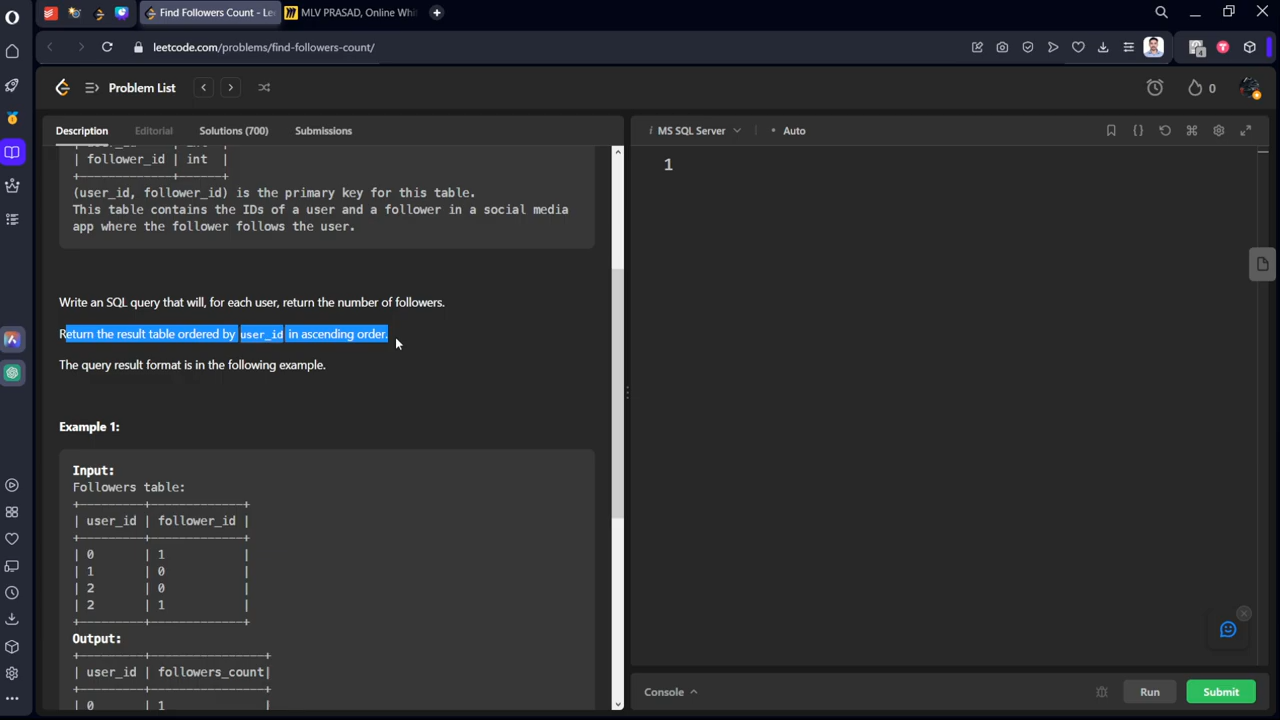 Find Followers Count - Lee
MLV PRASAD, Online Whit
leetcode.com/problems/find-followers-count/
4
Problem List
0
Description
Editorial
Solutions (700)
Submissions
| follower_id | int |
+-------------+------+
(user_id, follower_id) is the primary key for this table.
This table contains the IDs of a user and a follower in a social media
app where the follower follows the user.
Write an SQL query that will, for each user, return the number of followers.
Return the result table ordered by user_id in ascending order.
The query result format is in the following example.
Example 1:
Input:
Followers table:
+---------+-------------+
| user_id | follower_id |
+---------+-------------+
| 0 | 1 |
| 1 | 0 |
| 2 | 0 |
| 2 | 1 |
+---------+-------------+
Output:
+---------+---------------+
| user_id | followers_count|
+---------+---------------+
| 0 | 1
i MS SQL Server
• Auto
{}
1
Console
Run
Submit